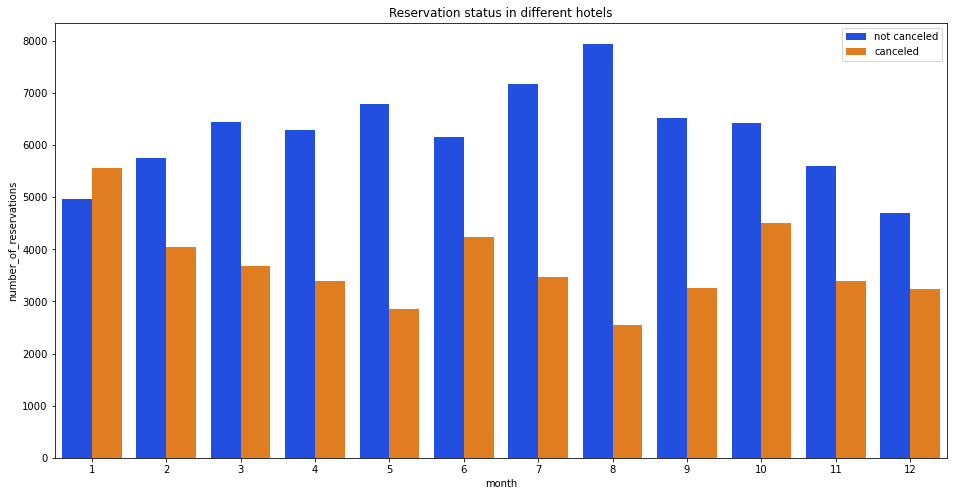 Reservation status in different hotels
not canceled
canceled
number_of_reservations
8000
7000
6000
5000
4000
3000
2000
1000
0
1 2 3 4 5 6 7 8 9 10 11 12
month